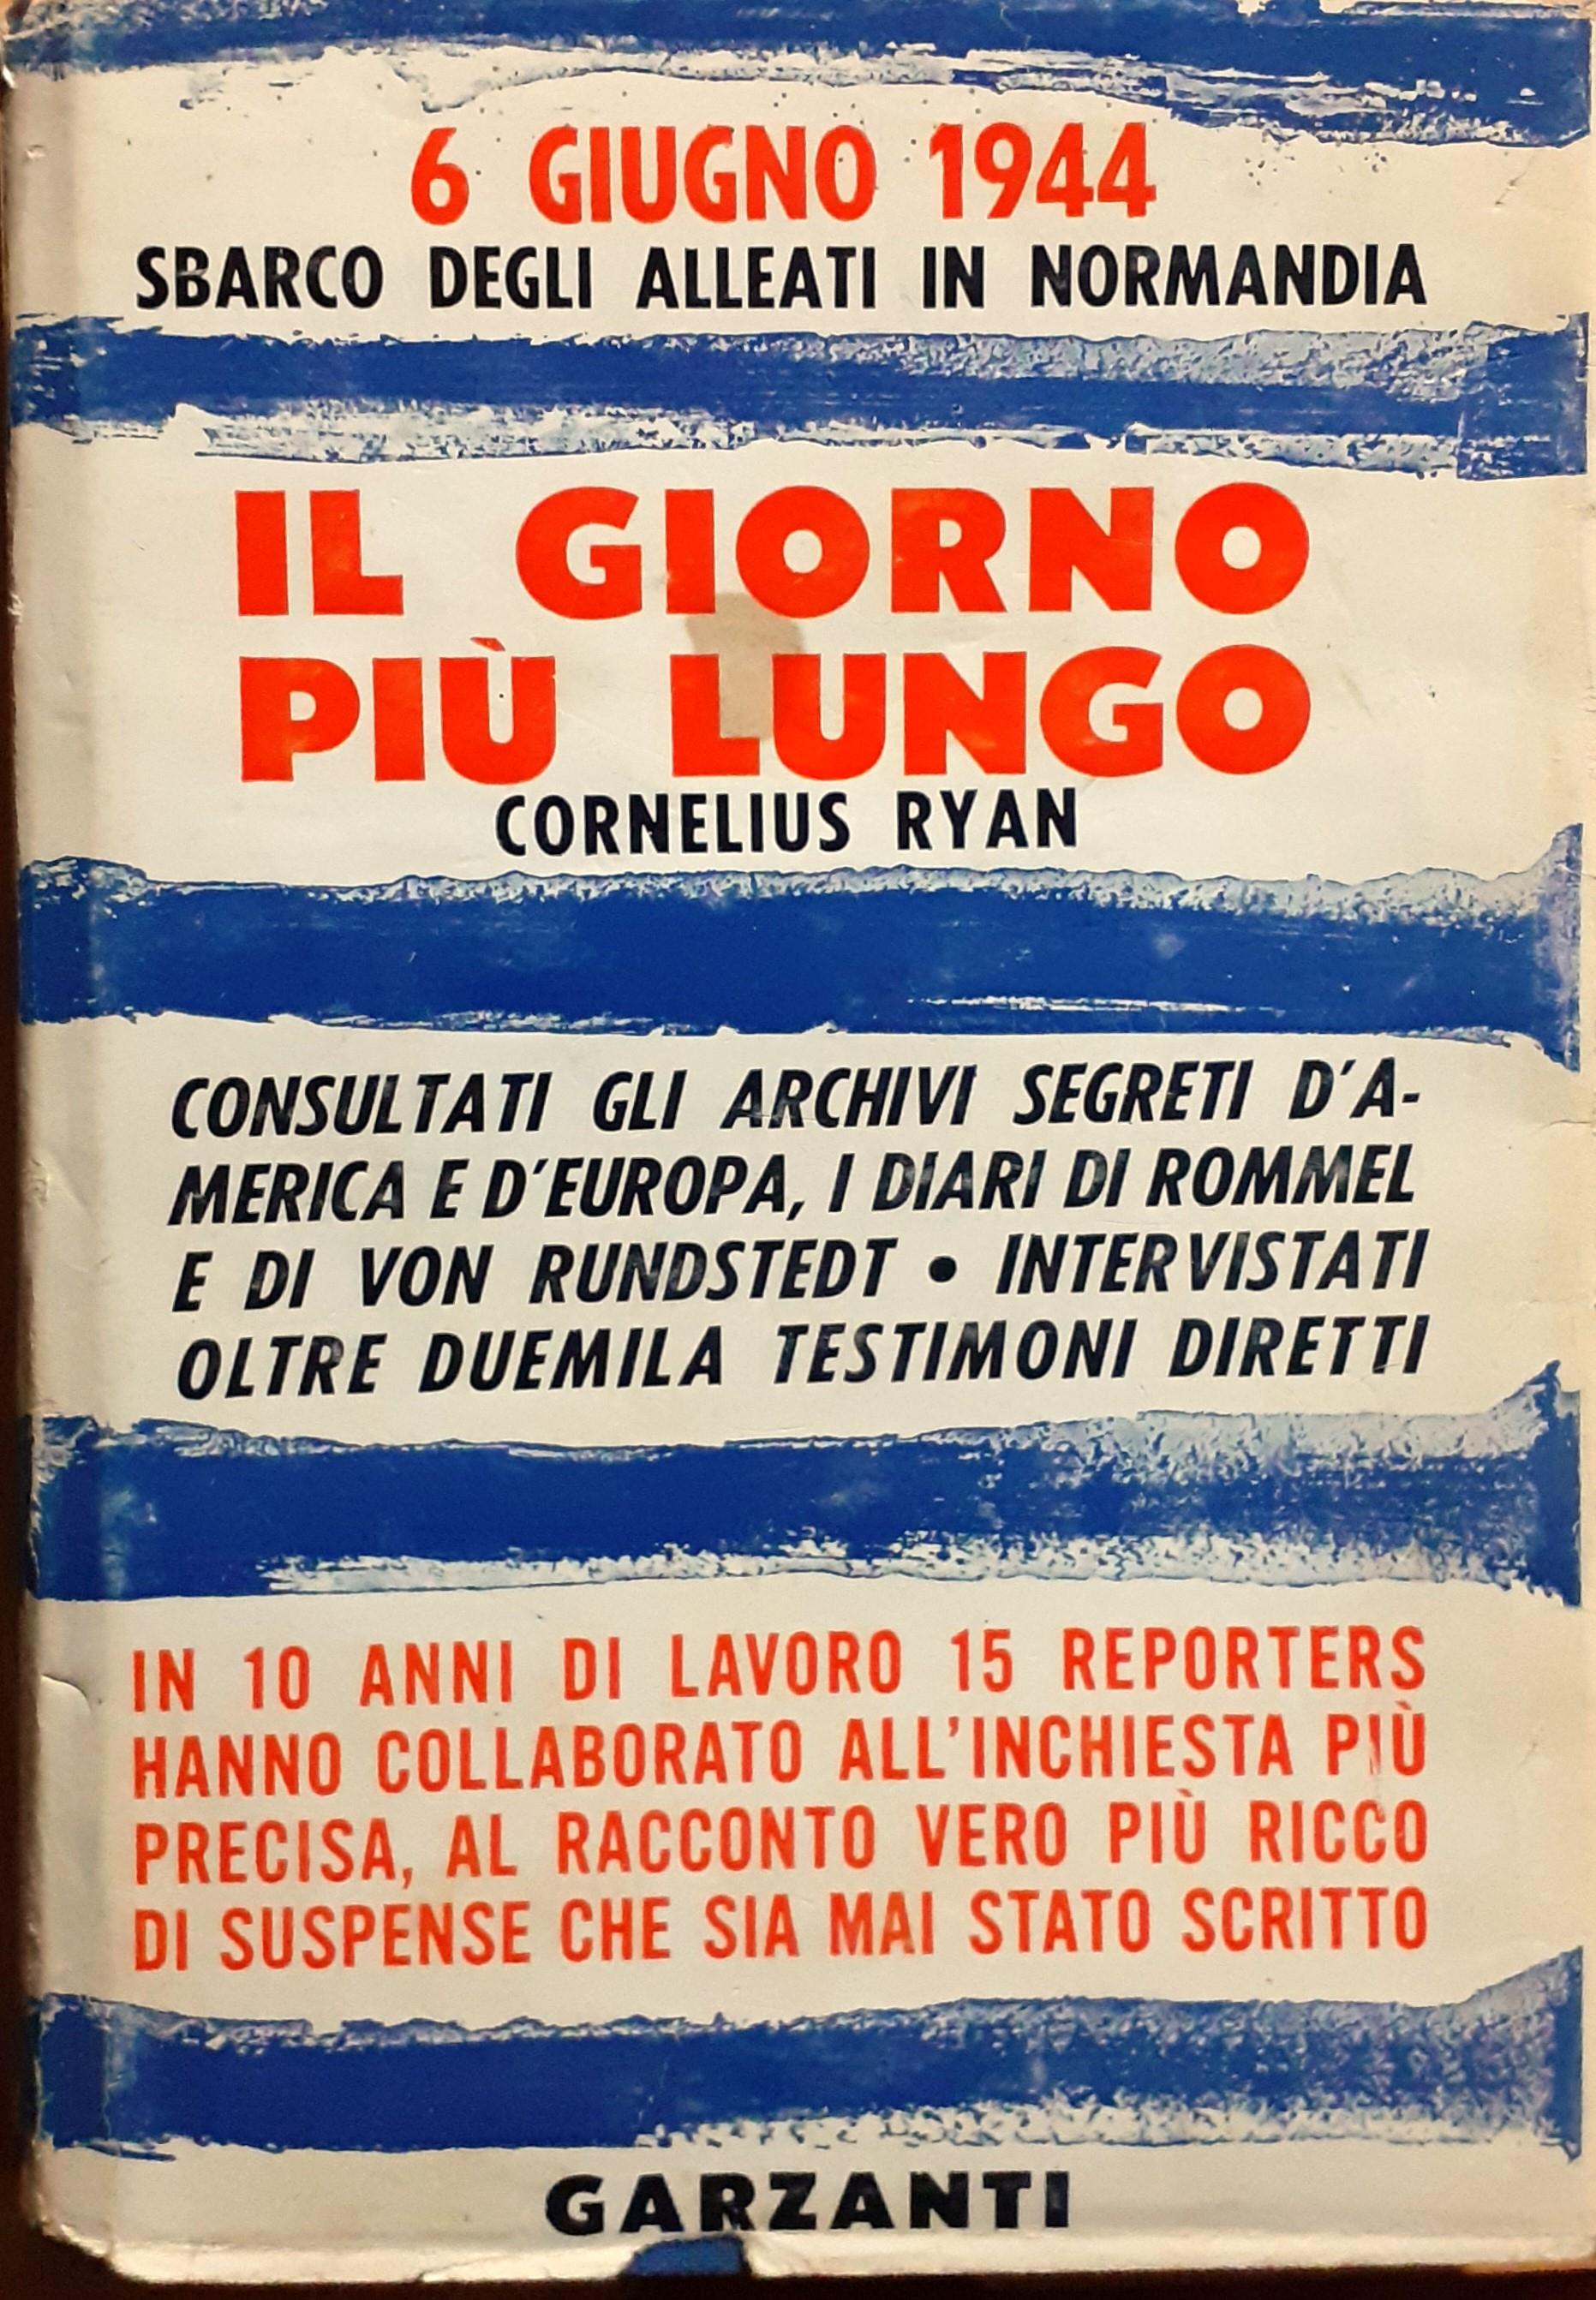 6 GIUGNO 1944
SBARCO DEGLI ALLEATI IN NORMANDIA
IL GIORNO
PIÙ LUNGO
CORNELIUS RYAN
CONSULTATI GLI ARCHIVI SEGRETI D'A-
MERICA E D'EUROPA, I DIARI DI ROMMEL
E DI VON RUNDSTEDT • INTERVISTATI
OLTRE DUEMILA TESTIMONI DIRETTI
IN 10 ANNI DI LAVORO 15 REPORTERS
HANNO COLLABORATO ALL'INCHIESTA PIÙ
PRECISA, AL RACCONTO VERO PIÙ RICCO
DI SUSPENSE CHE SIA MAI STATO SCRITTO
GARZANTI